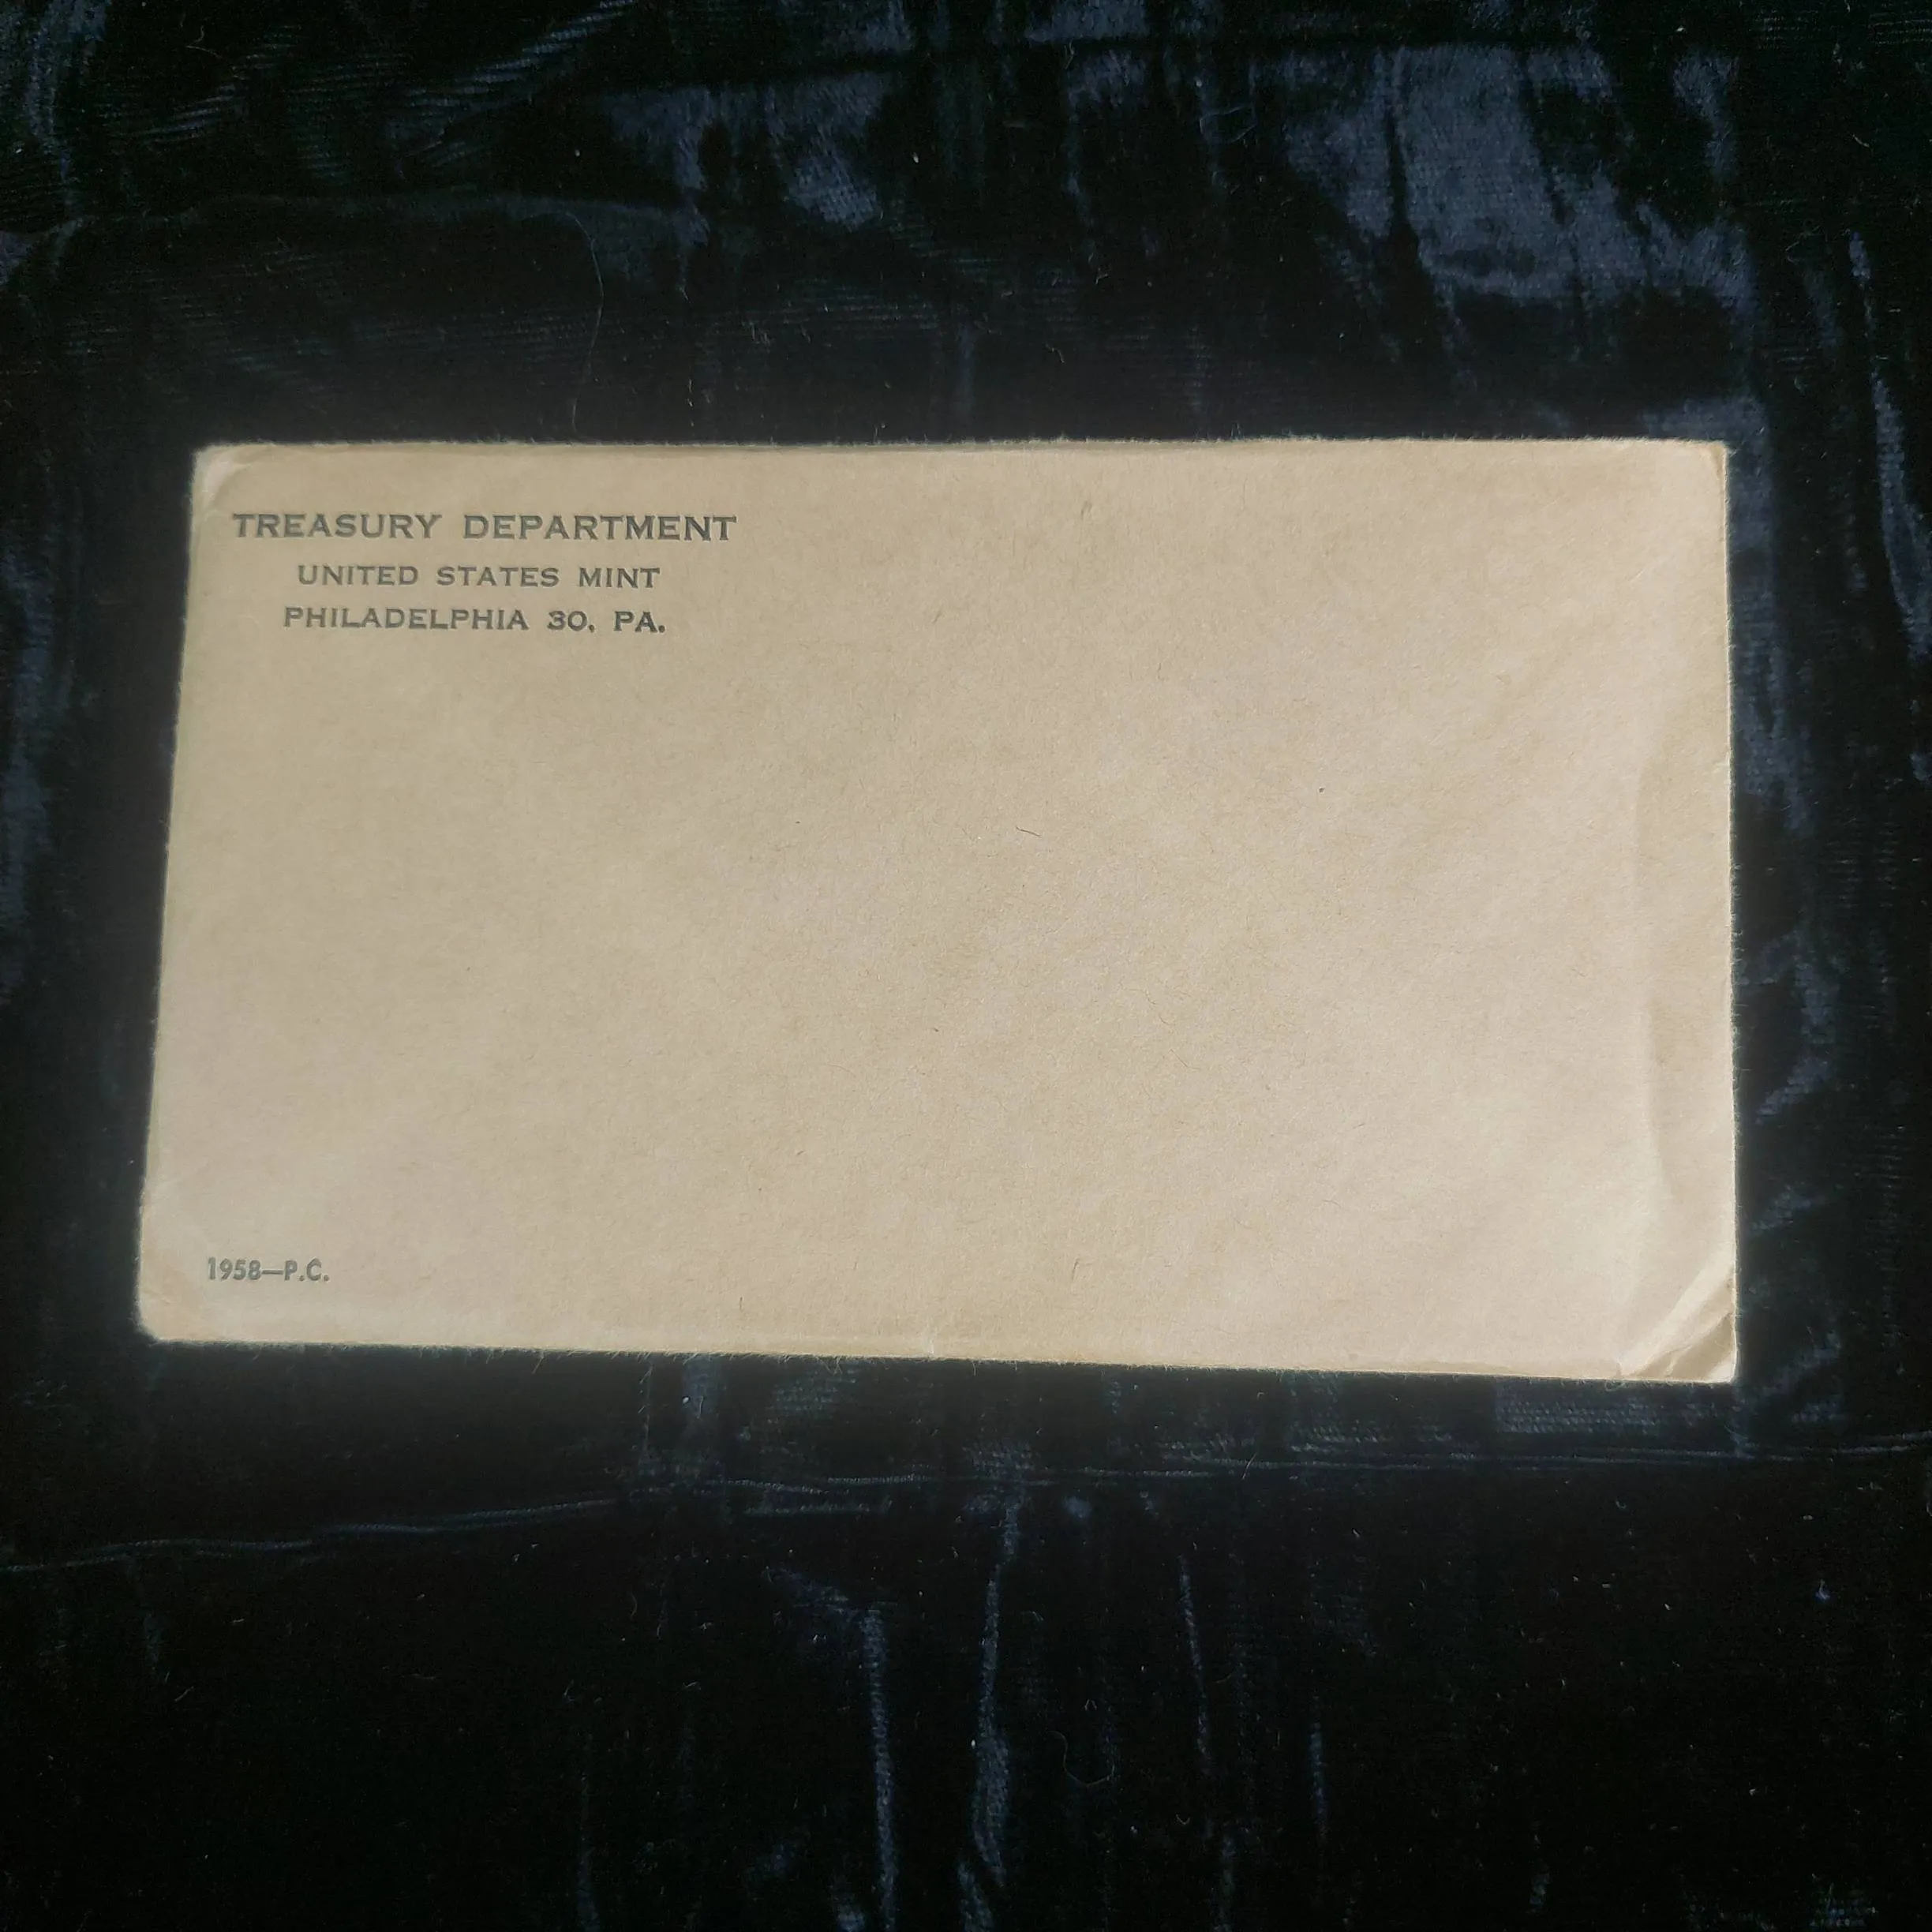 TREASURY DEPARTMENT
UNITED STATES MINT
PHILADELPHIA 30, PA.
1958—P.C.